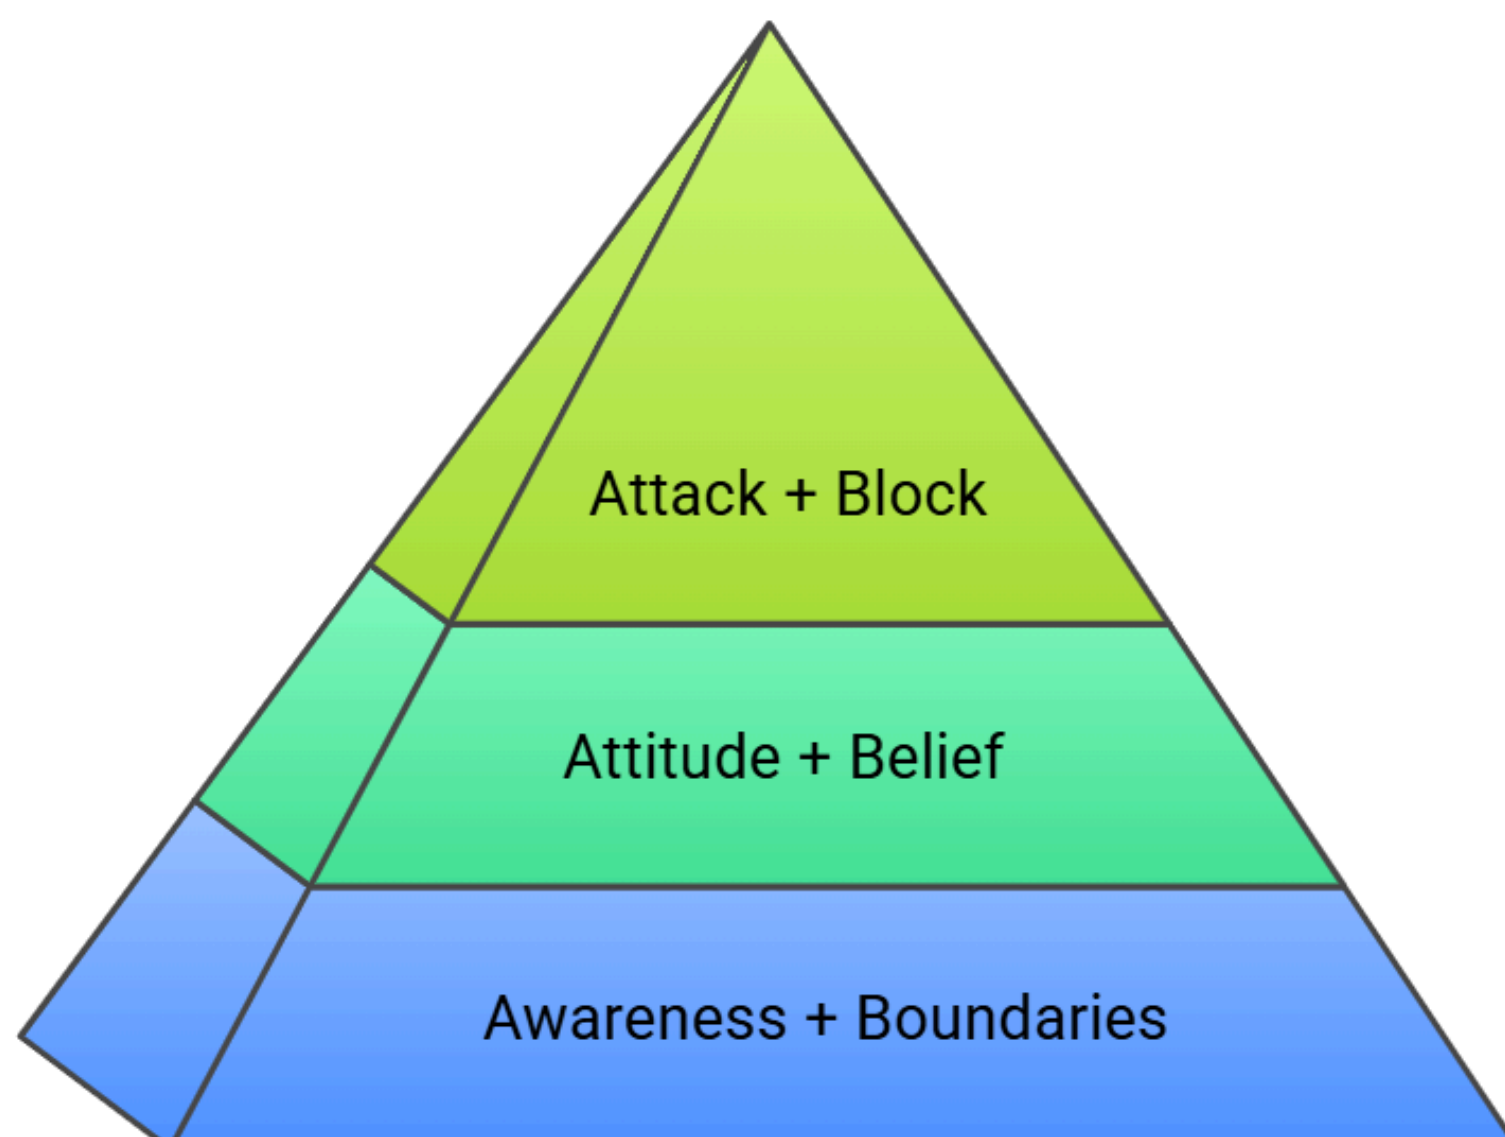 Attack + Block
Attitude + Belief
Awareness + Boundaries